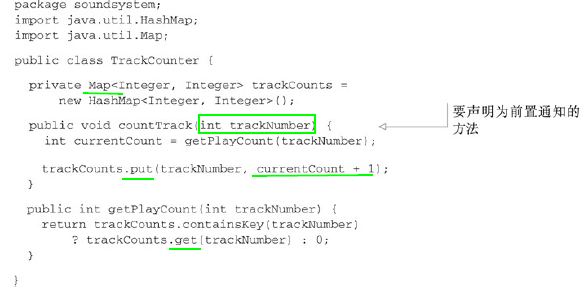 package soundsystem;
import java.util.HashMap;
import java.util.Map;
public class TrackCounter {
private Map<Integer, Integer> trackCounts =
new HashMap<Integer, Integer>();
public void countTrack(int trackNumber) {
要声明为前置通知的
方法
int currentCount = getPlayCount(trackNumber);
trackCounts.put(trackNumber, currentCount + 1);
}
public int getPlayCount(int trackNumber) {
return trackCounts.containsKey(trackNumber)
? trackCounts.get(trackNumber) : 0;
}
}